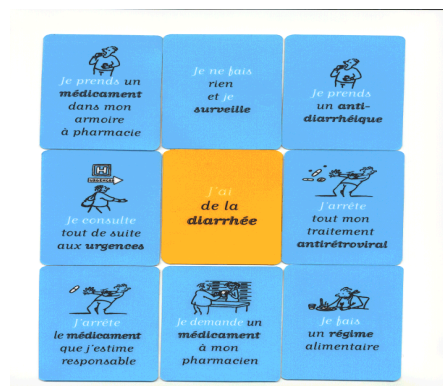 Je prends un
médicament
dans mon
armoire
à pharmacie
Je ne fais
rien
et je
surveille
Je prends
un anti-
diarrhéique
H
URGENCES
Je consulte
tout de suite
aux urgences
J'ai
de la
diarrhée
J'arrête
tout mon
traitement
antirétroviral
J'arrête
le médicament
que j'estime
responsable
Je demande un
médicament
à mon
pharmacien
Je fais
un régime
alimentaire